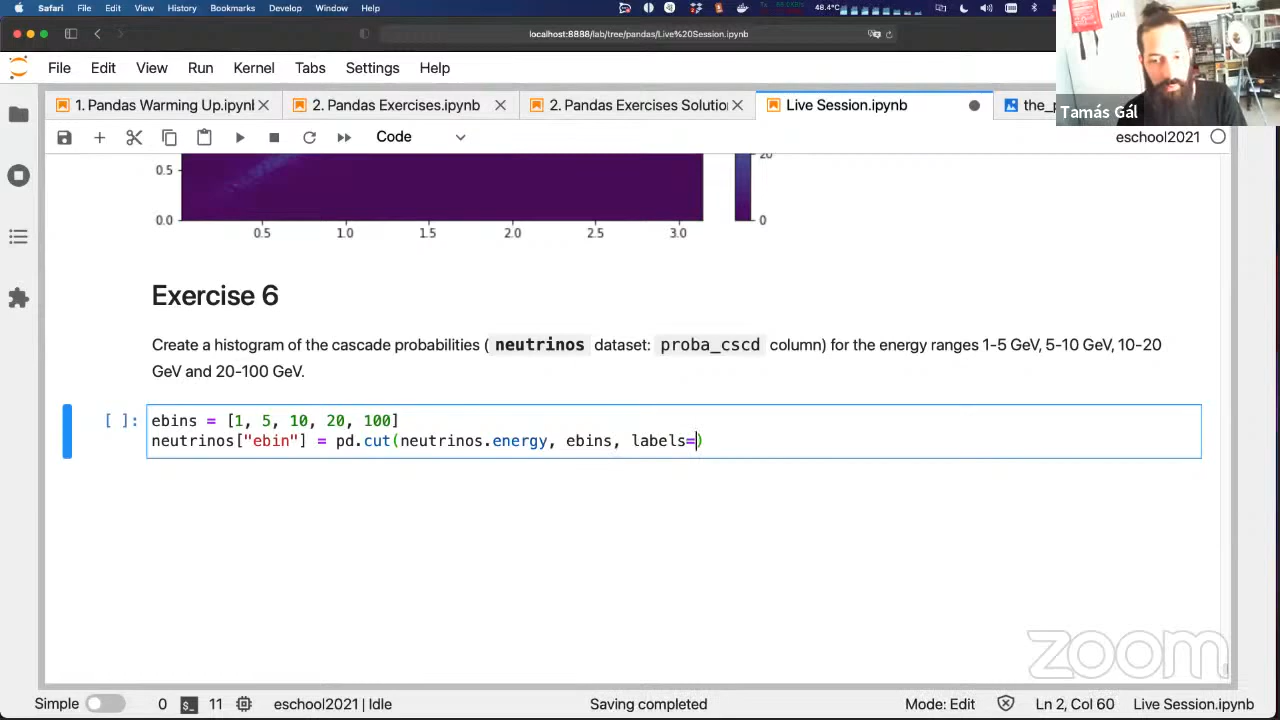 Safari File Edit View History Bookmarks Develop Window Help 48.4°C
localhost:8888/lab/tree/pandas/Live%20Session.ipynb
File Edit View Run Kernel Tabs Settings Help
1. Pandas Warming Up.ipynl
2. Pandas Exercises.ipynb
2. Pandas Exercises Solutio
Live Session.ipynb
the_p
Tamás Gál
Code
eschool2021
0.5
20
0.0
0
0.5 1.0 1.5 2.0 2.5 3.0
Exercise 6
Create a histogram of the cascade probabilities ( neutrinos dataset: proba_cscd column) for the energy ranges 1-5 GeV, 5-10 GeV, 10-20
GeV and 20-100 GeV.
[ ]: ebins = [1, 5, 10, 20, 100]
neutrinos["ebin"] = pd.cut(neutrinos.energy, ebins, labels=)
zoom
Simple 0 11 eschool2021 | Idle Saving completed Mode: Edit Ln 2, Col 60 Live Session.ipynb